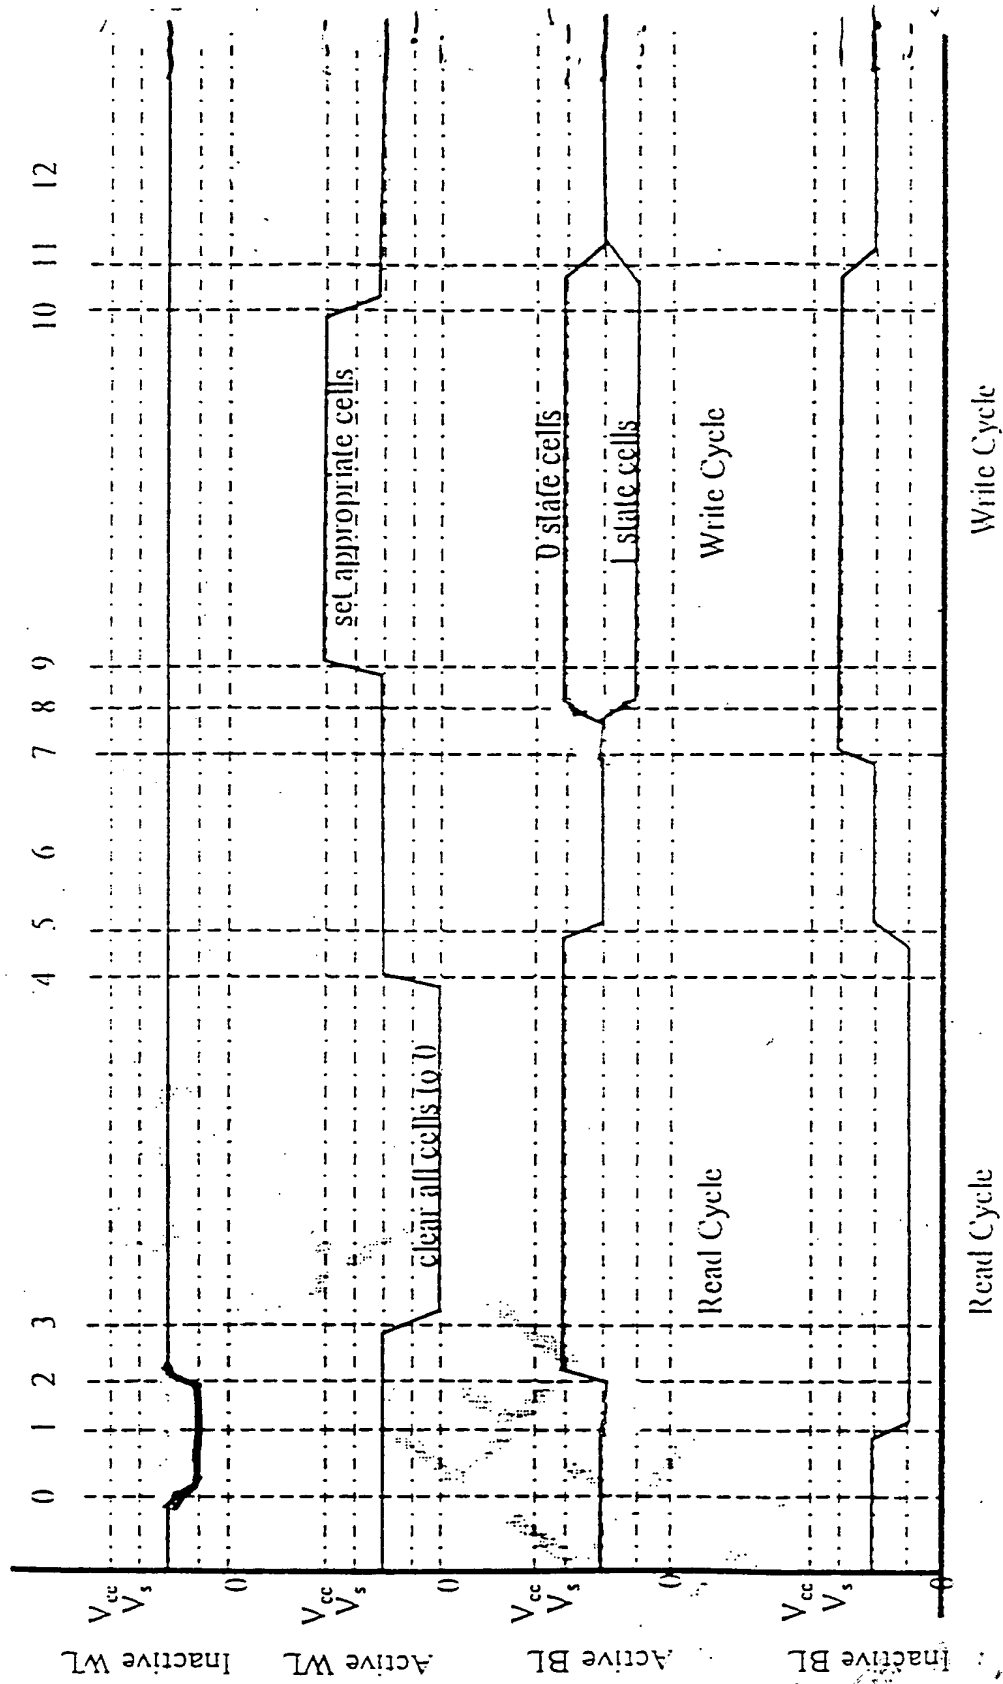 0 1 2 3 4 5 6 7 8 9 10 11 12
Vcc
Vs
0
Inactive WL
Vcc
Vs
0
Active WL
clear all cells to 0
set appropriate cells
Vcc
Vs
0
Active BL
0 state cells
1 state cells
Read Cycle
Write Cycle
Vcc
Vs
0
Inactive BL
Read Cycle
Write Cycle